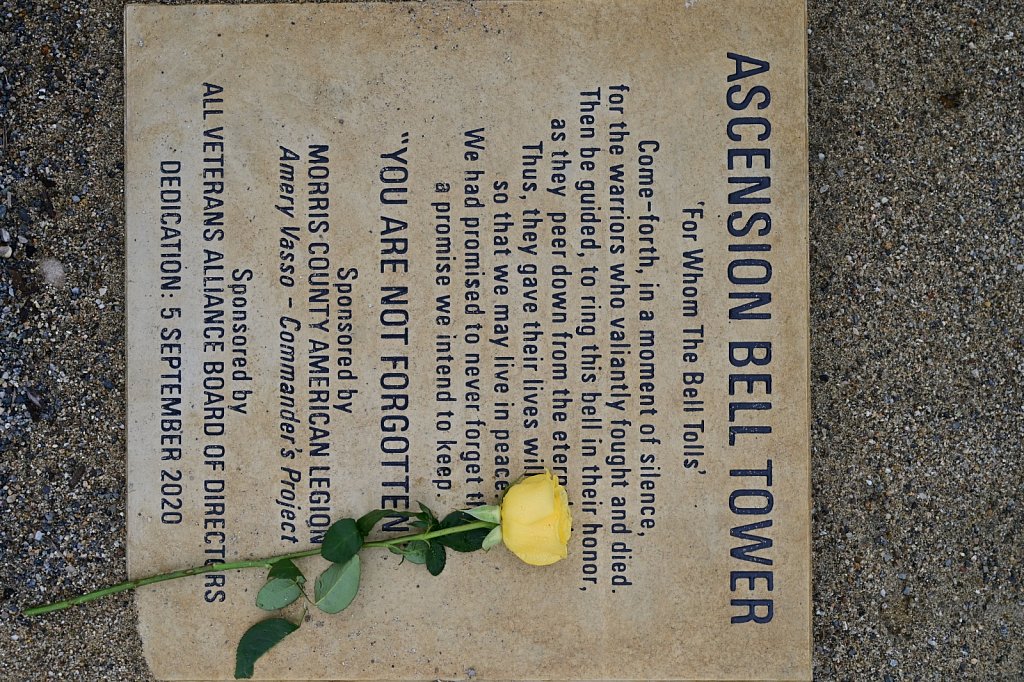 ASCENSION BELL TOWER
'For Whom The Bell Tolls'
Come-forth, in a moment of silence,
for the warriors who valiantly fought and died.
Then be guided, to ring this bell in their honor,
as they peer down from the
Thus, they gave their lives
so that we may live in peace
We had promised to never forget
a promise we intend to keep.
"YOU ARE NOT FORGOTTEN
Sponsored by
MORRIS COUNTY AMERICAN LEGION
Amery Vasso - Commander's Project
Sponsored by
ALL VETERANS ALLIANCE BOARD OF DIRECTORS
DEDICATION: 5 SEPTEMBER 2020